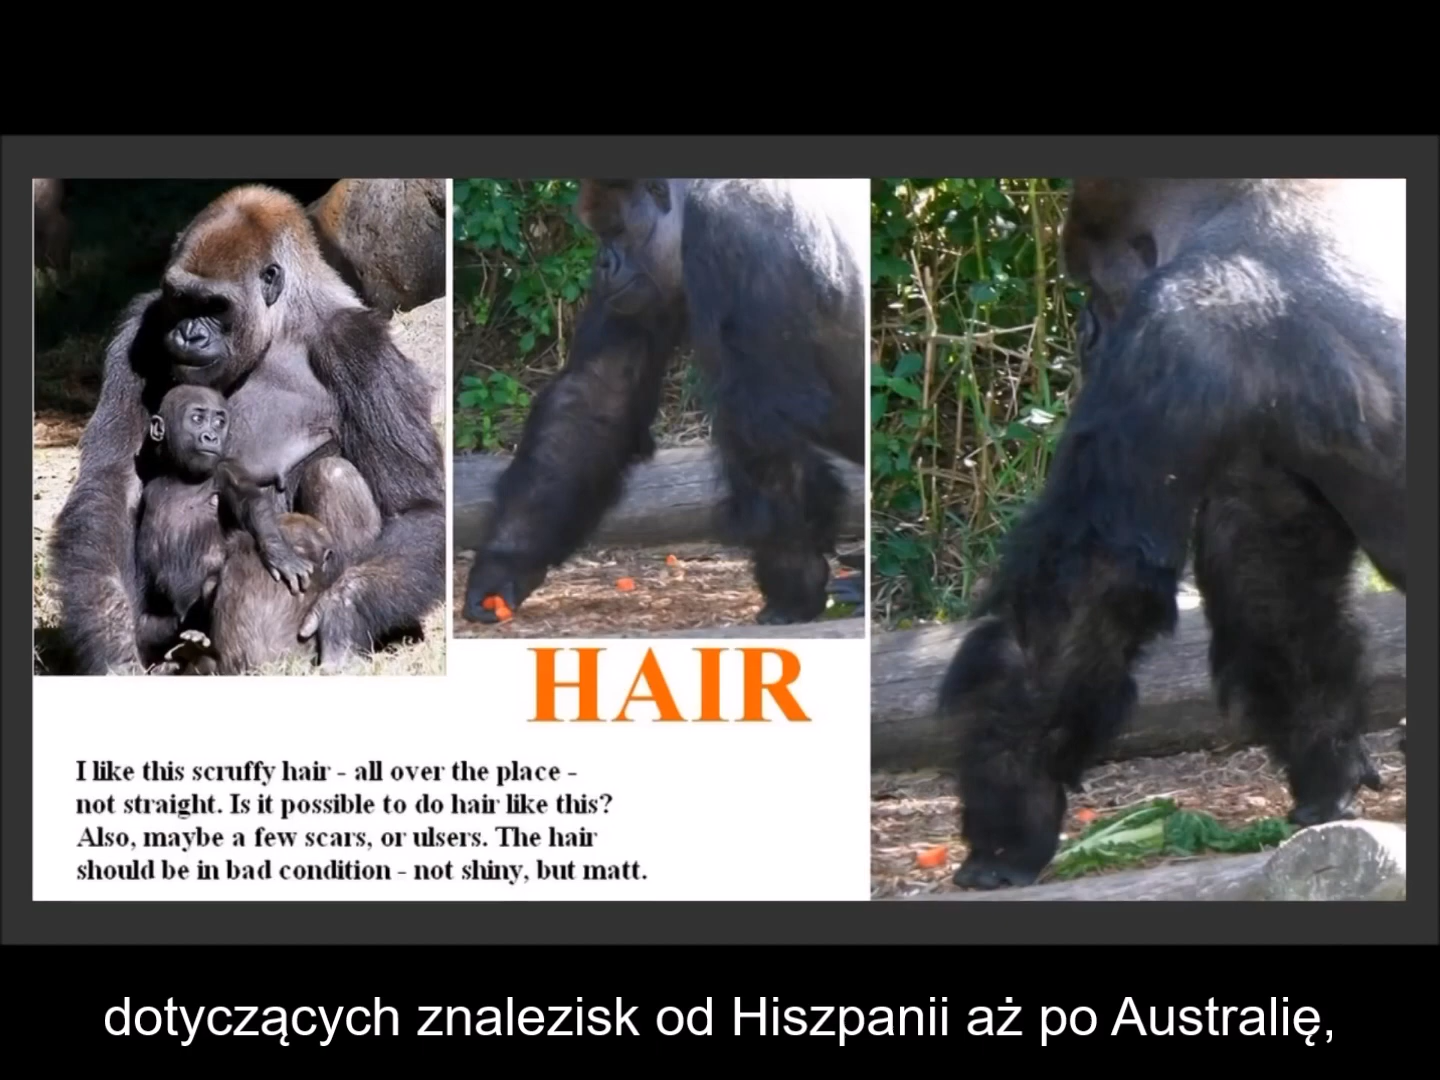 HAIR
I like this scruffy hair - all over the place -
not straight. Is it possible to do hair like this?
Also, maybe a few scars, or ulsers. The hair
should be in bad condition - not shiny, but matt.
dotyczących znalezisk od Hiszpanii aż po Australię,